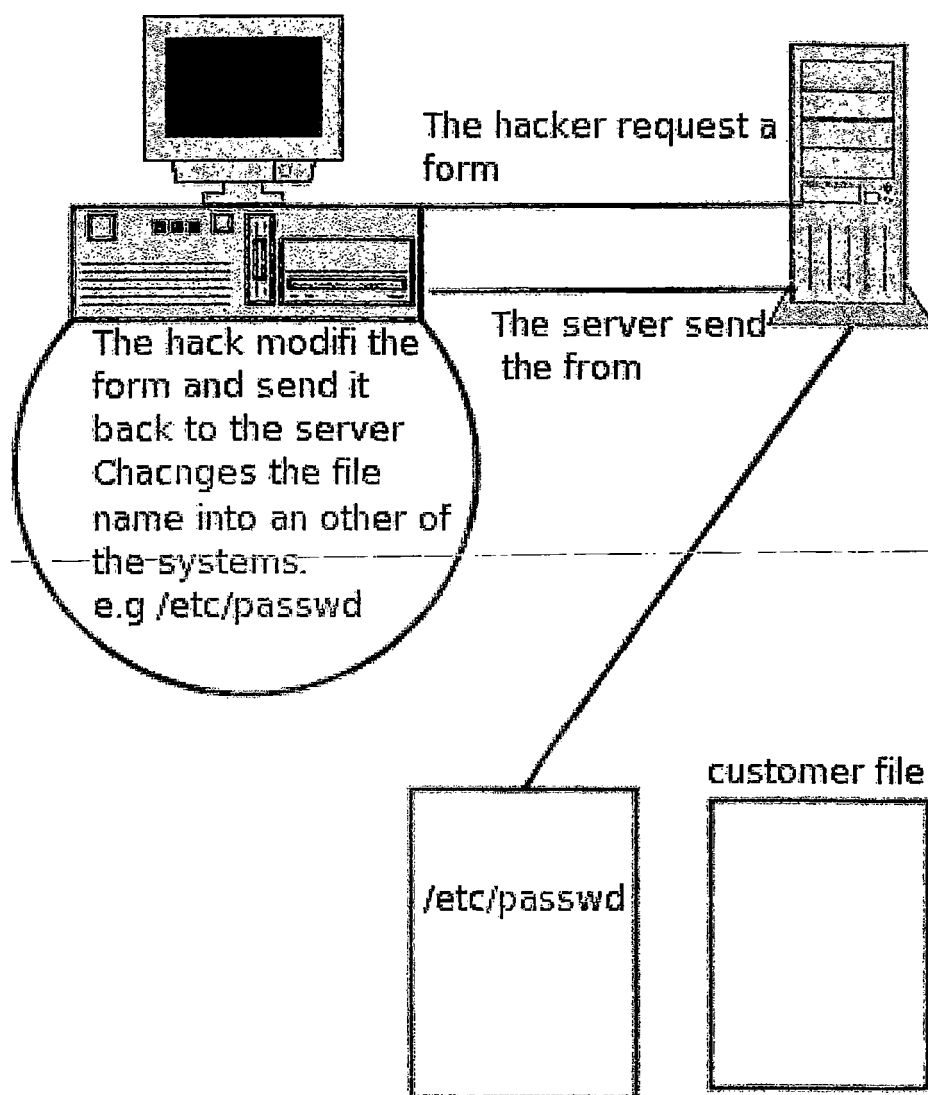 The hacker request a
form
The server send
the from
The hack modifi the
form and send it
back to the server
Chacnges the file
name into an other of
the systems.
e.g /etc/passwd
customer file
/etc/passwd